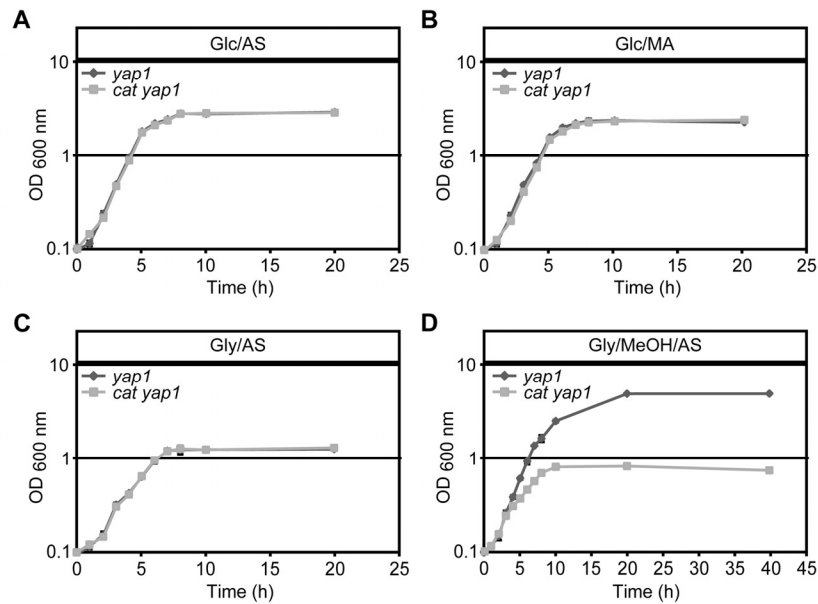 A
Glc/AS
10
yap1
cat yap1
OD 600 nm
1
0.1
0 5 10 15 20 25
Time (h)
B
Glc/MA
10
yap1
cat yap1
OD 600 nm
1
0.1
0 5 10 15 20 25
Time (h)
C
Gly/AS
10
yap1
cat yap1
OD 600 nm
1
0.1
0 5 10 15 20 25
Time (h)
D
Gly/MeOH/AS
10
yap1
cat yap1
OD 600 nm
1
0.1
0 5 10 15 20 25 30 35 40 45
Time (h)